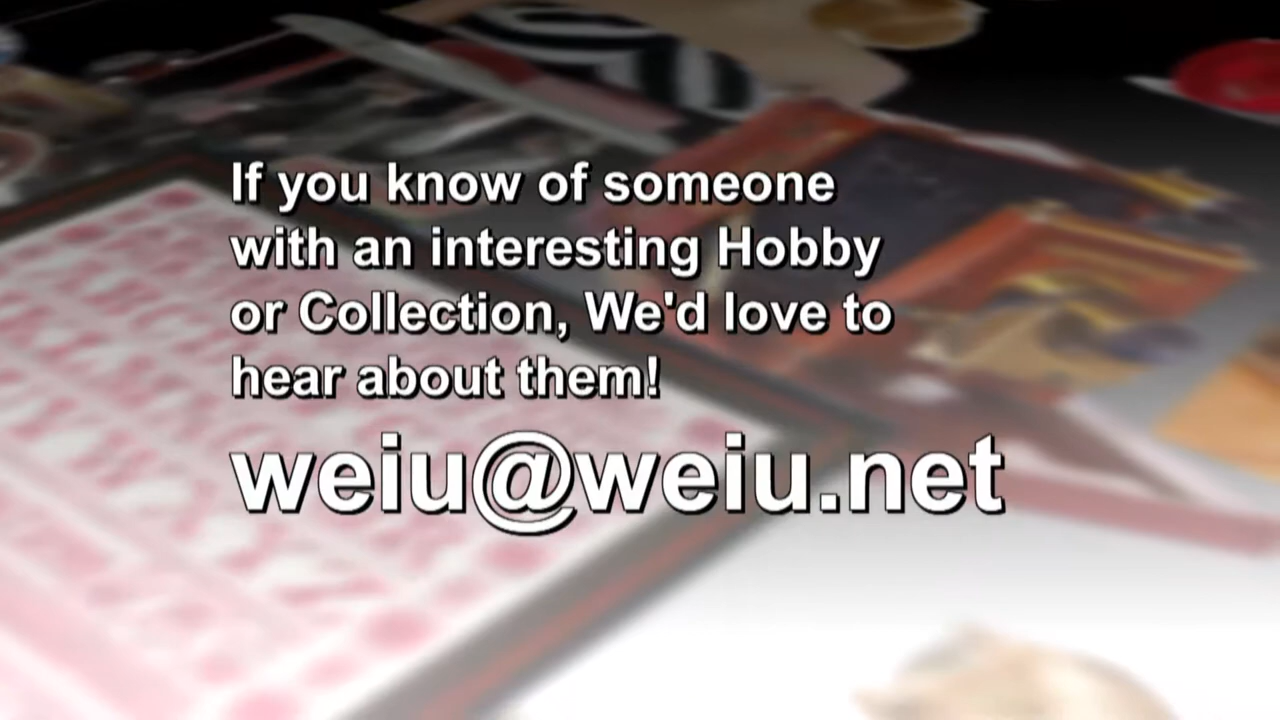 If you know of someone
with an interesting Hobby
or Collection, We'd love to
hear about them!
weiu@weiu.net